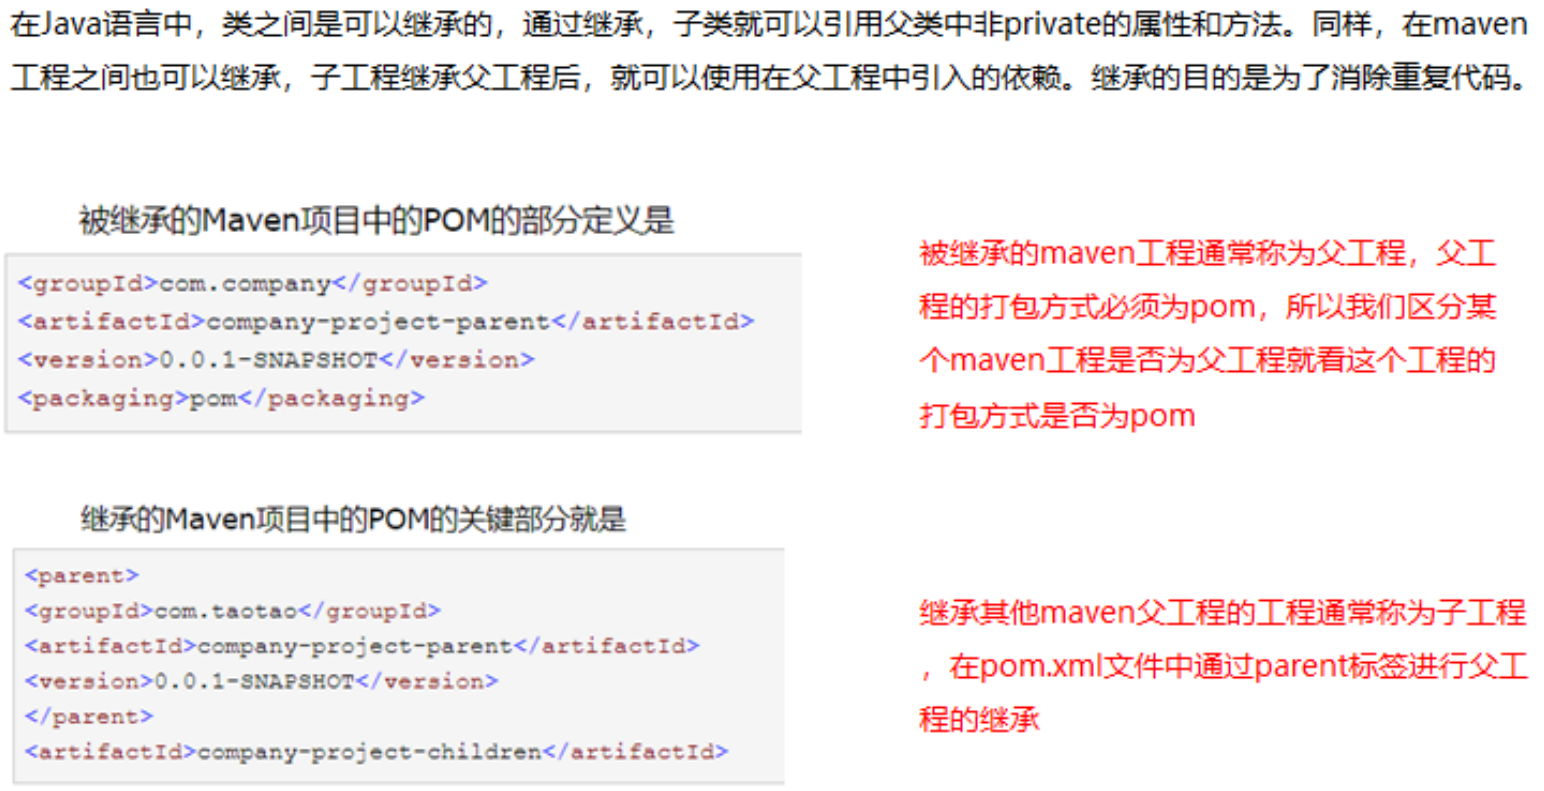 在Java语言中，类之间是可以继承的，通过继承，子类就可以引用父类中非private的属性和方法。同样，在maven
工程之间也可以继承，子工程继承父工程后，就可以使用在父工程中引入的依赖。继承的目的是为了消除重复代码。
被继承的Maven项目中的POM的部分定义是
<groupId>com.company</groupId>
<artifactId>company-project-parent</artifactId>
<version>0.0.1-SNAPSHOT</version>
<packaging>pom</packaging>
被继承的maven工程通常称为父工程，父工
程的打包方式必须为pom，所以我们区分某
个maven工程是否为父工程就看这个工程的
打包方式是否为pom
继承的Maven项目中的POM的关键部分就是
<parent>
<groupId>com.taotao</groupId>
<artifactId>company-project-parent</artifactId>
<version>0.0.1-SNAPSHOT</version>
</parent>
<artifactId>company-project-children</artifactId>
继承其他maven父工程的工程通常称为子工程
，在pom.xml文件中通过parent标签进行父工
程的继承